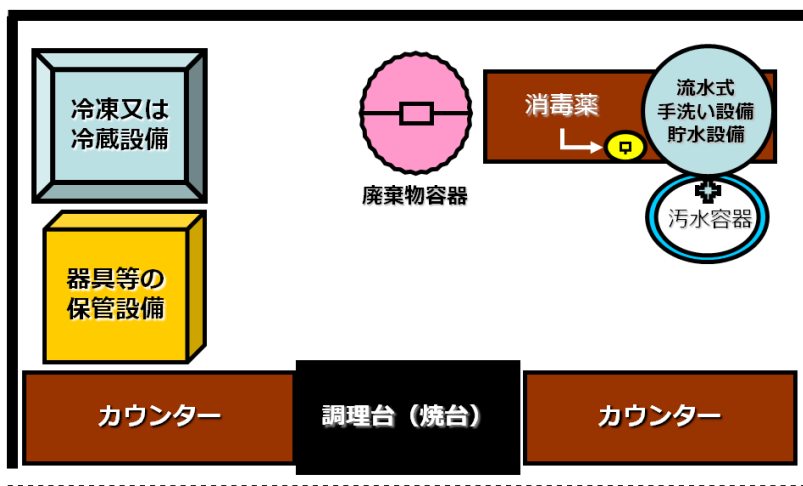 冷凍又は
冷蔵設備
消毒薬
流水式
手洗い設備
貯水設備
廃棄物容器
汚水容器
器具等の
保管設備
カウンター
調理台（焼台）
カウンター